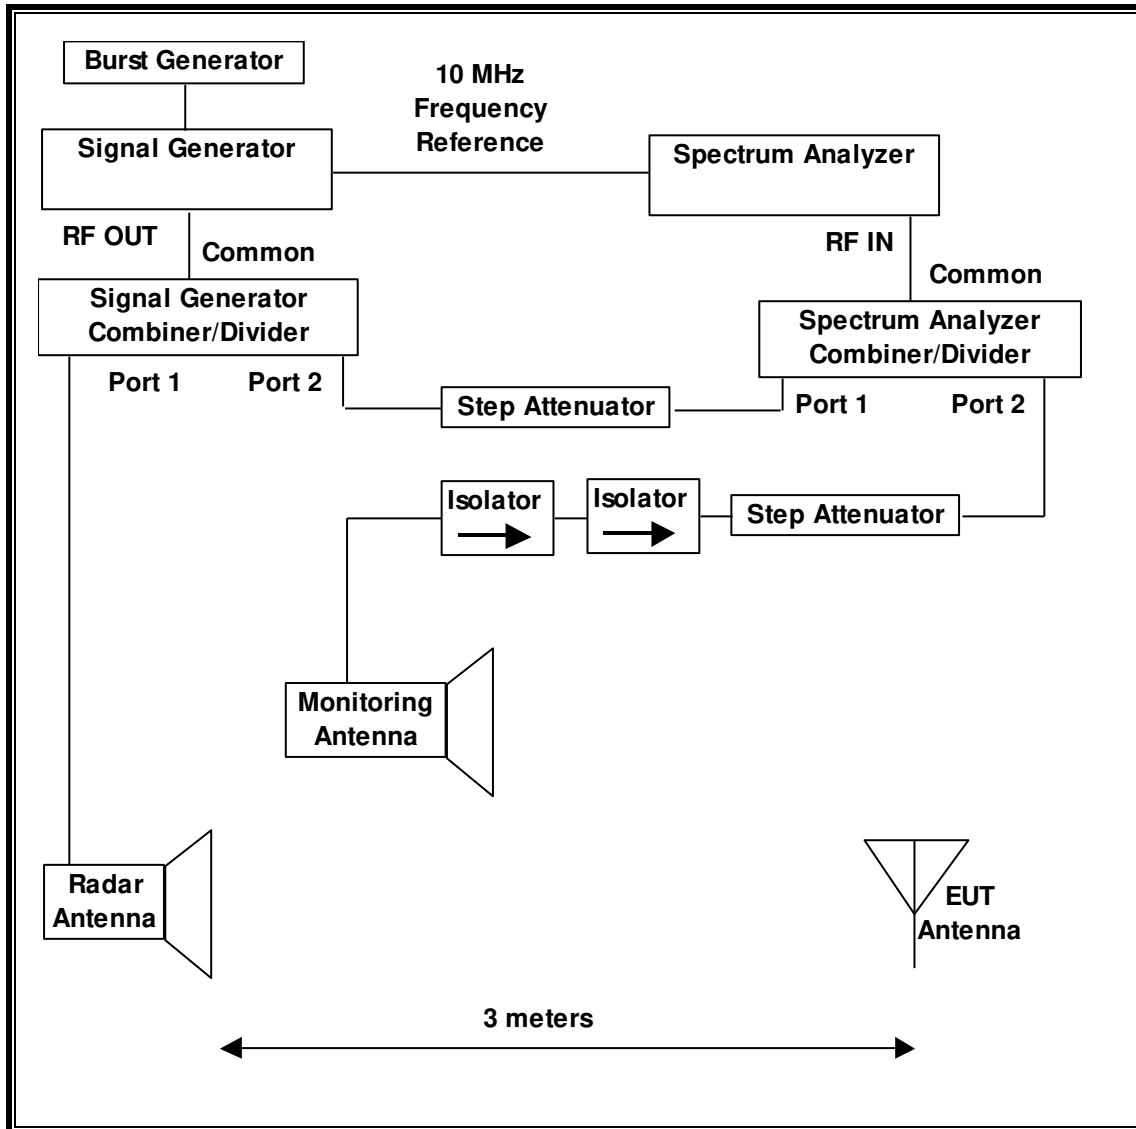 Burst Generator
10 MHz
Frequency
Reference
Signal Generator
Spectrum Analyzer
RF OUT
Common
RF IN
Common
Signal Generator
Combiner/Divider
Spectrum Analyzer
Combiner/Divider
Port 1
Port 2
Step Attenuator
Port 1
Port 2
Isolator
Isolator
Step Attenuator
Monitoring
Antenna
Radar
Antenna
EUT
Antenna
3 meters